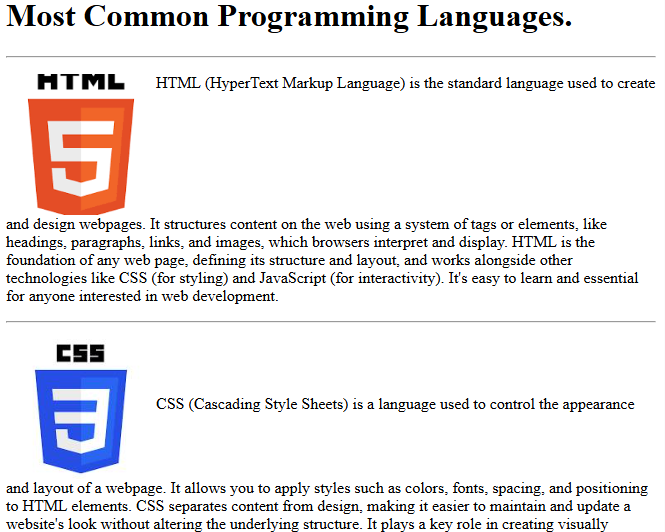 Most Common Programming Languages.
HTML
HTML (HyperText Markup Language) is the standard language used to create
5
and design webpages. It structures content on the web using a system of tags or elements, like
headings, paragraphs, links, and images, which browsers interpret and display. HTML is the
foundation of any web page, defining its structure and layout, and works alongside other
technologies like CSS (for styling) and JavaScript (for interactivity). It's easy to learn and essential
for anyone interested in web development.
CSS
3
CSS (Cascading Style Sheets) is a language used to control the appearance
and layout of a webpage. It allows you to apply styles such as colors, fonts, spacing, and positioning
to HTML elements. CSS separates content from design, making it easier to maintain and update a
website's look without altering the underlying structure. It plays a key role in creating visually